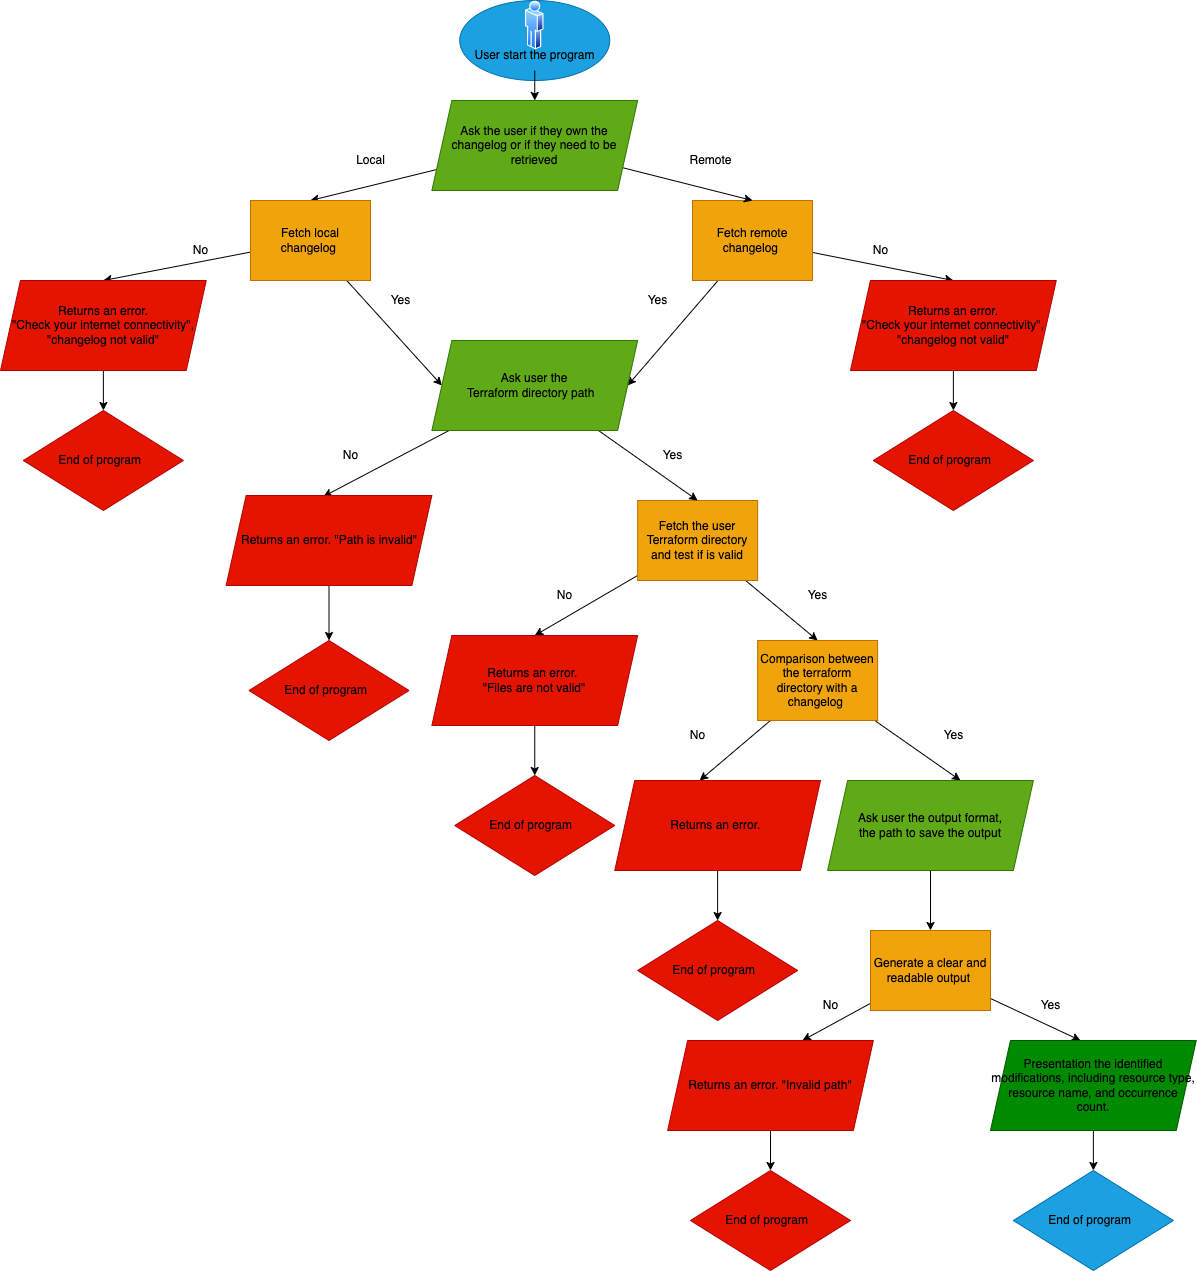 User start the program
Ask the user if they own the
changelog or if they need to be
retrieved
Local
Remote
Fetch local
changelog
Fetch remote
changelog
No
No
Returns an error.
"Check your internet connectivity",
"changelog not valid"
Yes
Yes
Returns an error.
"Check your internet connectivity",
"changelog not valid"
Ask user the
Terraform directory path
End of program
End of program
No
Yes
Returns an error. "Path is invalid"
Fetch the user
Terraform directory
and test if is valid
No
Yes
End of program
Returns an error.
"Files are not valid"
Comparison between
the terraform
directory with a
changelog
No
Yes
End of program
Returns an error.
Ask user the output format,
the path to save the output
End of program
Generate a clear and
readable output
No
Yes
Returns an error. "Invalid path"
Presentation the identified
modifications, including resource type,
resource name, and occurrence
count.
End of program
End of program